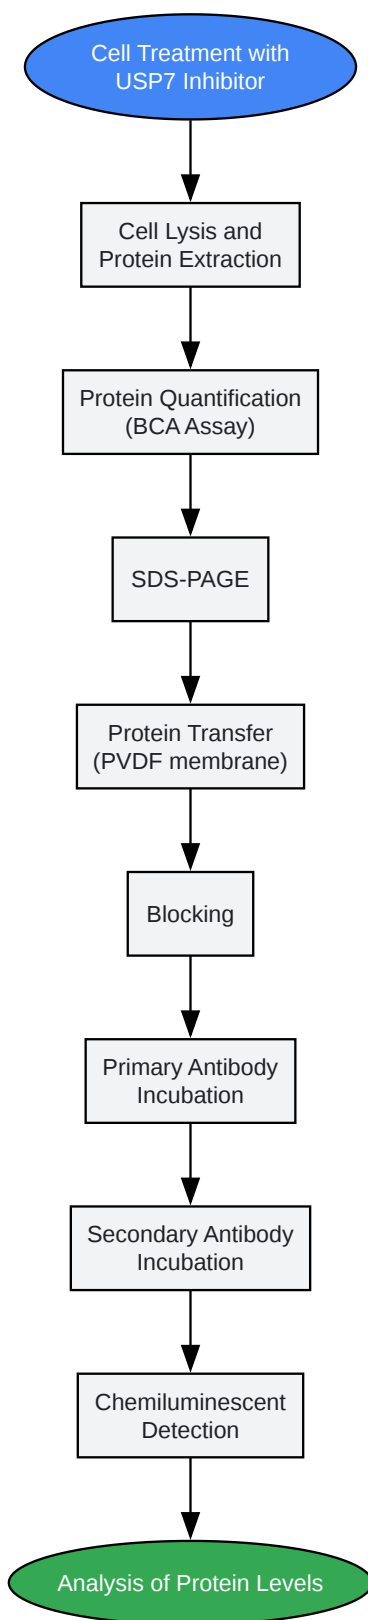 Cell Treatment with
USP7 Inhibitor
Cell Lysis and
Protein Extraction
Protein Quantification
(BCA Assay)
SDS-PAGE
Protein Transfer
(PVDF membrane)
Blocking
Primary Antibody
Incubation
Secondary Antibody
Incubation
Chemiluminescent
Detection
Analysis of Protein Levels